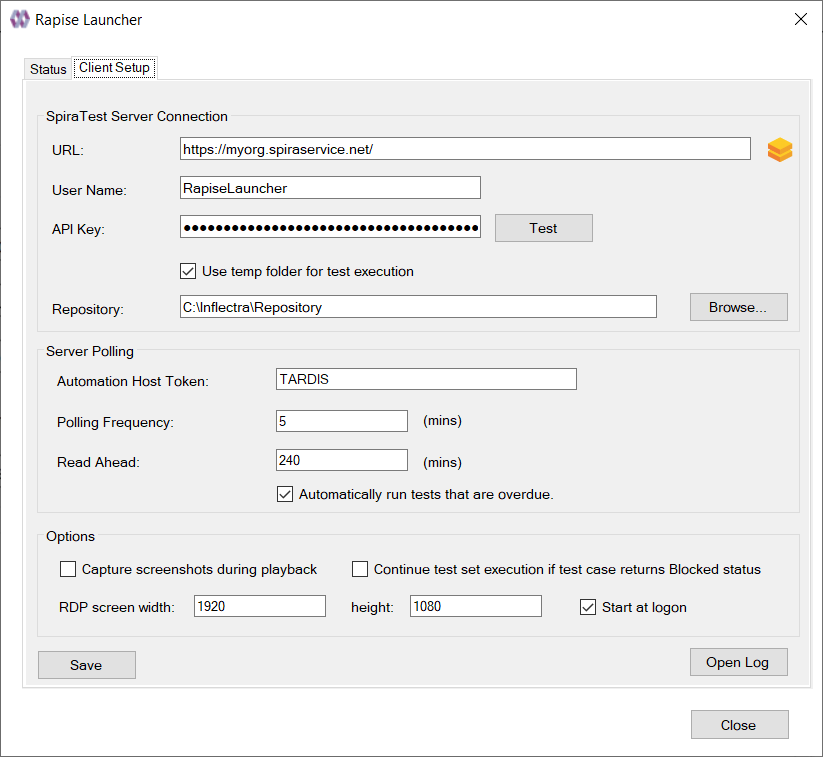 Rapise Launcher
Status Client Setup
SpiraTest Server Connection
URL: https://myorg.spiraservice.net/
User Name: RapiseLauncher
API Key: ●●●●●●●●●●●●●●●●●●●●●●●●●●●●●●●●●●●●● Test
Use temp folder for test execution
Repository: C:\Inflectra\Repository Browse...
Server Polling
Automation Host Token: TARDIS
Polling Frequency: 5 (mins)
Read Ahead: 240 (mins)
Automatically run tests that are overdue.
Options
Capture screenshots during playback Continue test set execution if test case returns Blocked status
RDP screen width: 1920 height: 1080 Start at logon
Save Open Log
Close